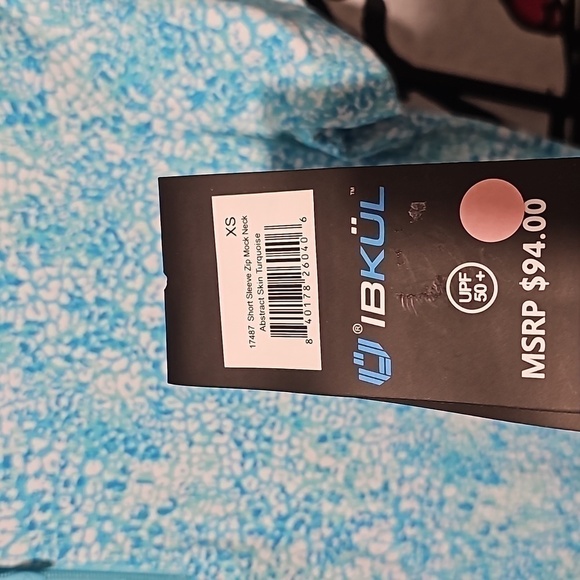 XS
17487 Short Sleeve Zip Mock Neck
Abstract Skin Turquoise
8 40178 26040 6
IBKÜL™
®
UPF
50+
MSRP $94.00